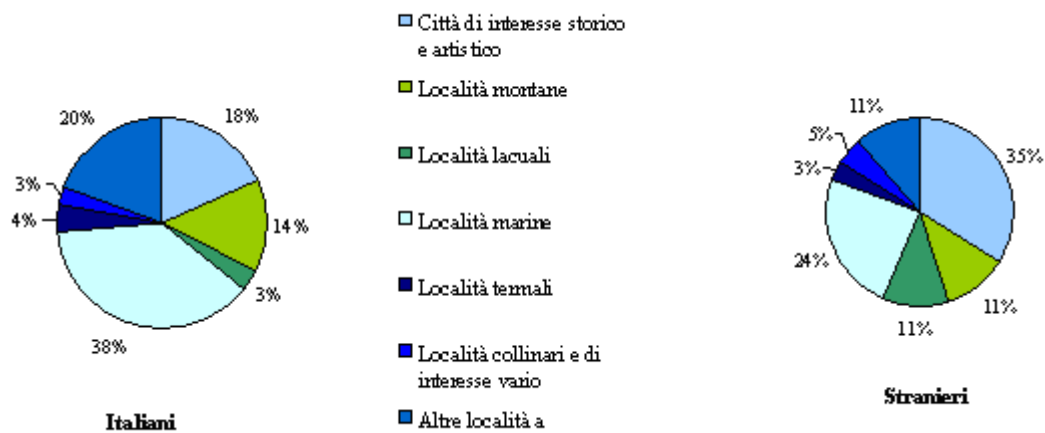 Città di interesse storico
e artistico
Località montane
Località lacuali
Località marine
Località termali
Località collinari e di
interesse vario
Altre località a
18%
14%
3%
38%
4%
3%
20%
Italiani
35%
11%
11%
24%
3%
5%
11%
Stranieri